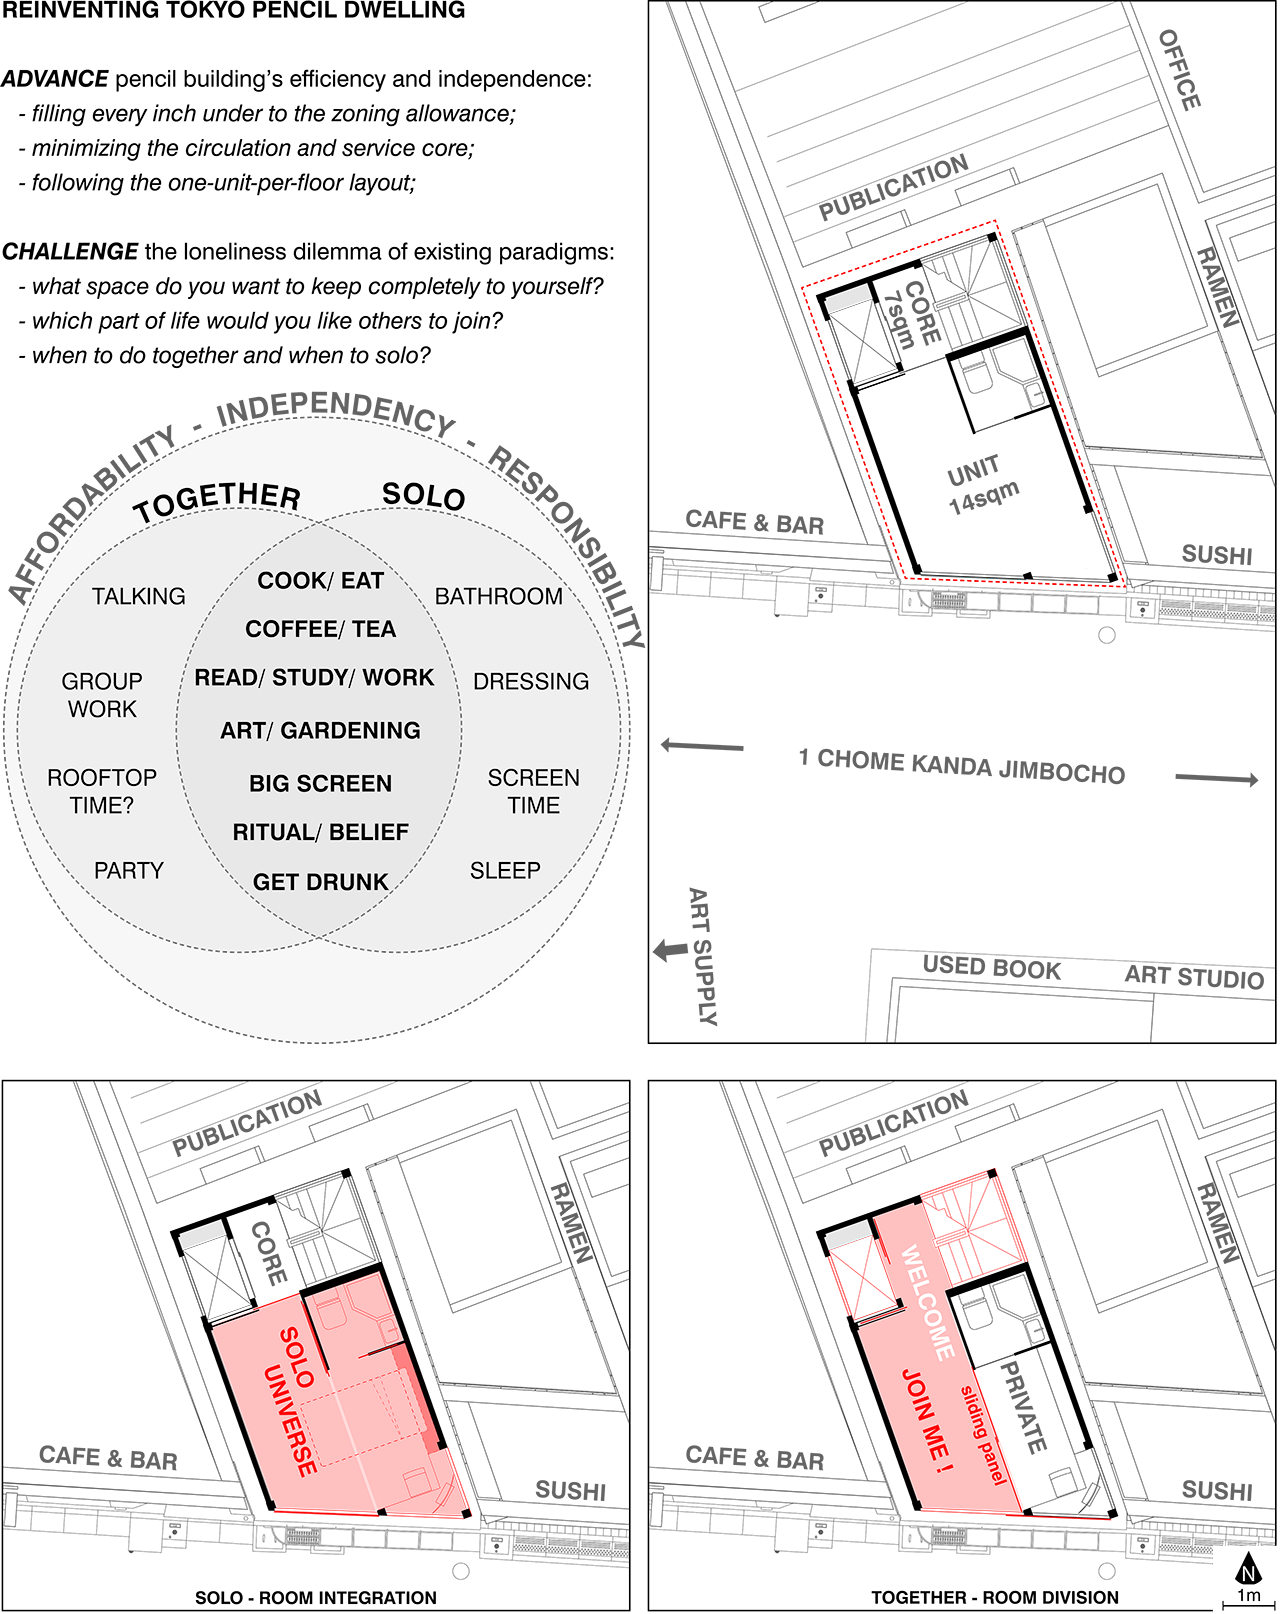 REINVENTING TOKYO PENCIL DWELLING
ADVANCE pencil building's efficiency and independence:
- filling every inch under to the zoning allowance;
- minimizing the circulation and service core;
- following the one-unit-per-floor layout;
CHALLENGE the loneliness dilemma of existing paradigms:
- what space do you want to keep completely to yourself?
- which part of life would you like others to join?
- when to do together and when to solo?
AFFORDABILITY - INDEPENDENCY - RESPONSIBILITY
TOGETHER
SOLO
TALKING
GROUP
WORK
ROOFTOP
TIME?
PARTY
COOK/ EAT
COFFEE/ TEA
READ/ STUDY/ WORK
ART/ GARDENING
BIG SCREEN
RITUAL/ BELIEF
GET DRUNK
BATHROOM
DRESSING
SCREEN
TIME
SLEEP
OFFICE
PUBLICATION
RAMEN
CORE
7sqm
UNIT
14sqm
CAFE & BAR
SUSHI
1 CHOME KANDA JIMBOCHO
ART SUPPLY
USED BOOK
ART STUDIO
PUBLICATION
RAMEN
CORE
SOLO
UNIVERSE
CAFE & BAR
SUSHI
SOLO - ROOM INTEGRATION
PUBLICATION
RAMEN
WELCOME
JOIN ME !
sliding panel
PRIVATE
CAFE & BAR
SUSHI
TOGETHER - ROOM DIVISION
N
1m